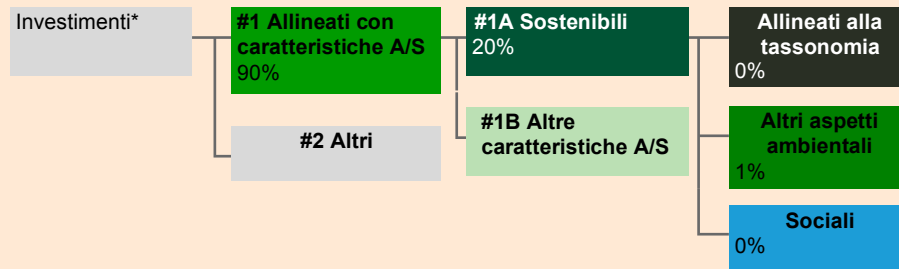 Investimenti*
#1 Allineati con
caratteristiche A/S
90%
#2 Altri
#1A Sostenibili
20%
#1B Altre
caratteristiche A/S
Allineati alla
tassonomia
0%
Altri aspetti
ambientali
1%
Sociali
0%